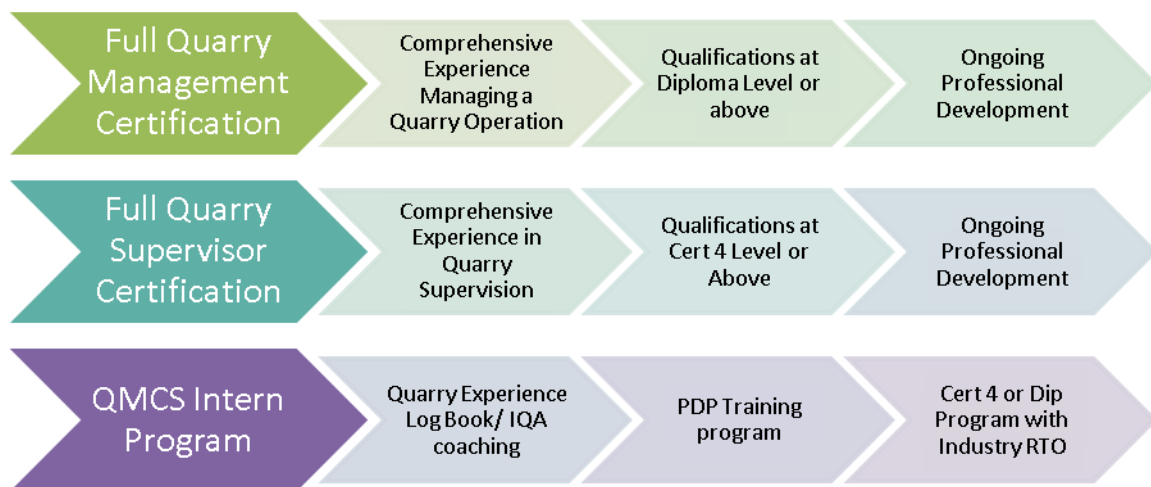 Full Quarry
Management
Certification
Comprehensive
Experience
Managing a
Quarry Operation
Qualifications at
Diploma Level or
above
Ongoing
Professional
Development
Full Quarry
Supervisor
Certification
Comprehensive
Experience in
Quarry
Supervision
Qualifications at
Cert 4 Level or
Above
Ongoing
Professional
Development
QMCS Intern
Program
Quarry Experience
Log Book/ IQA
coaching
PDP Training
program
Cert 4 or Dip
Program with
Industry RTO